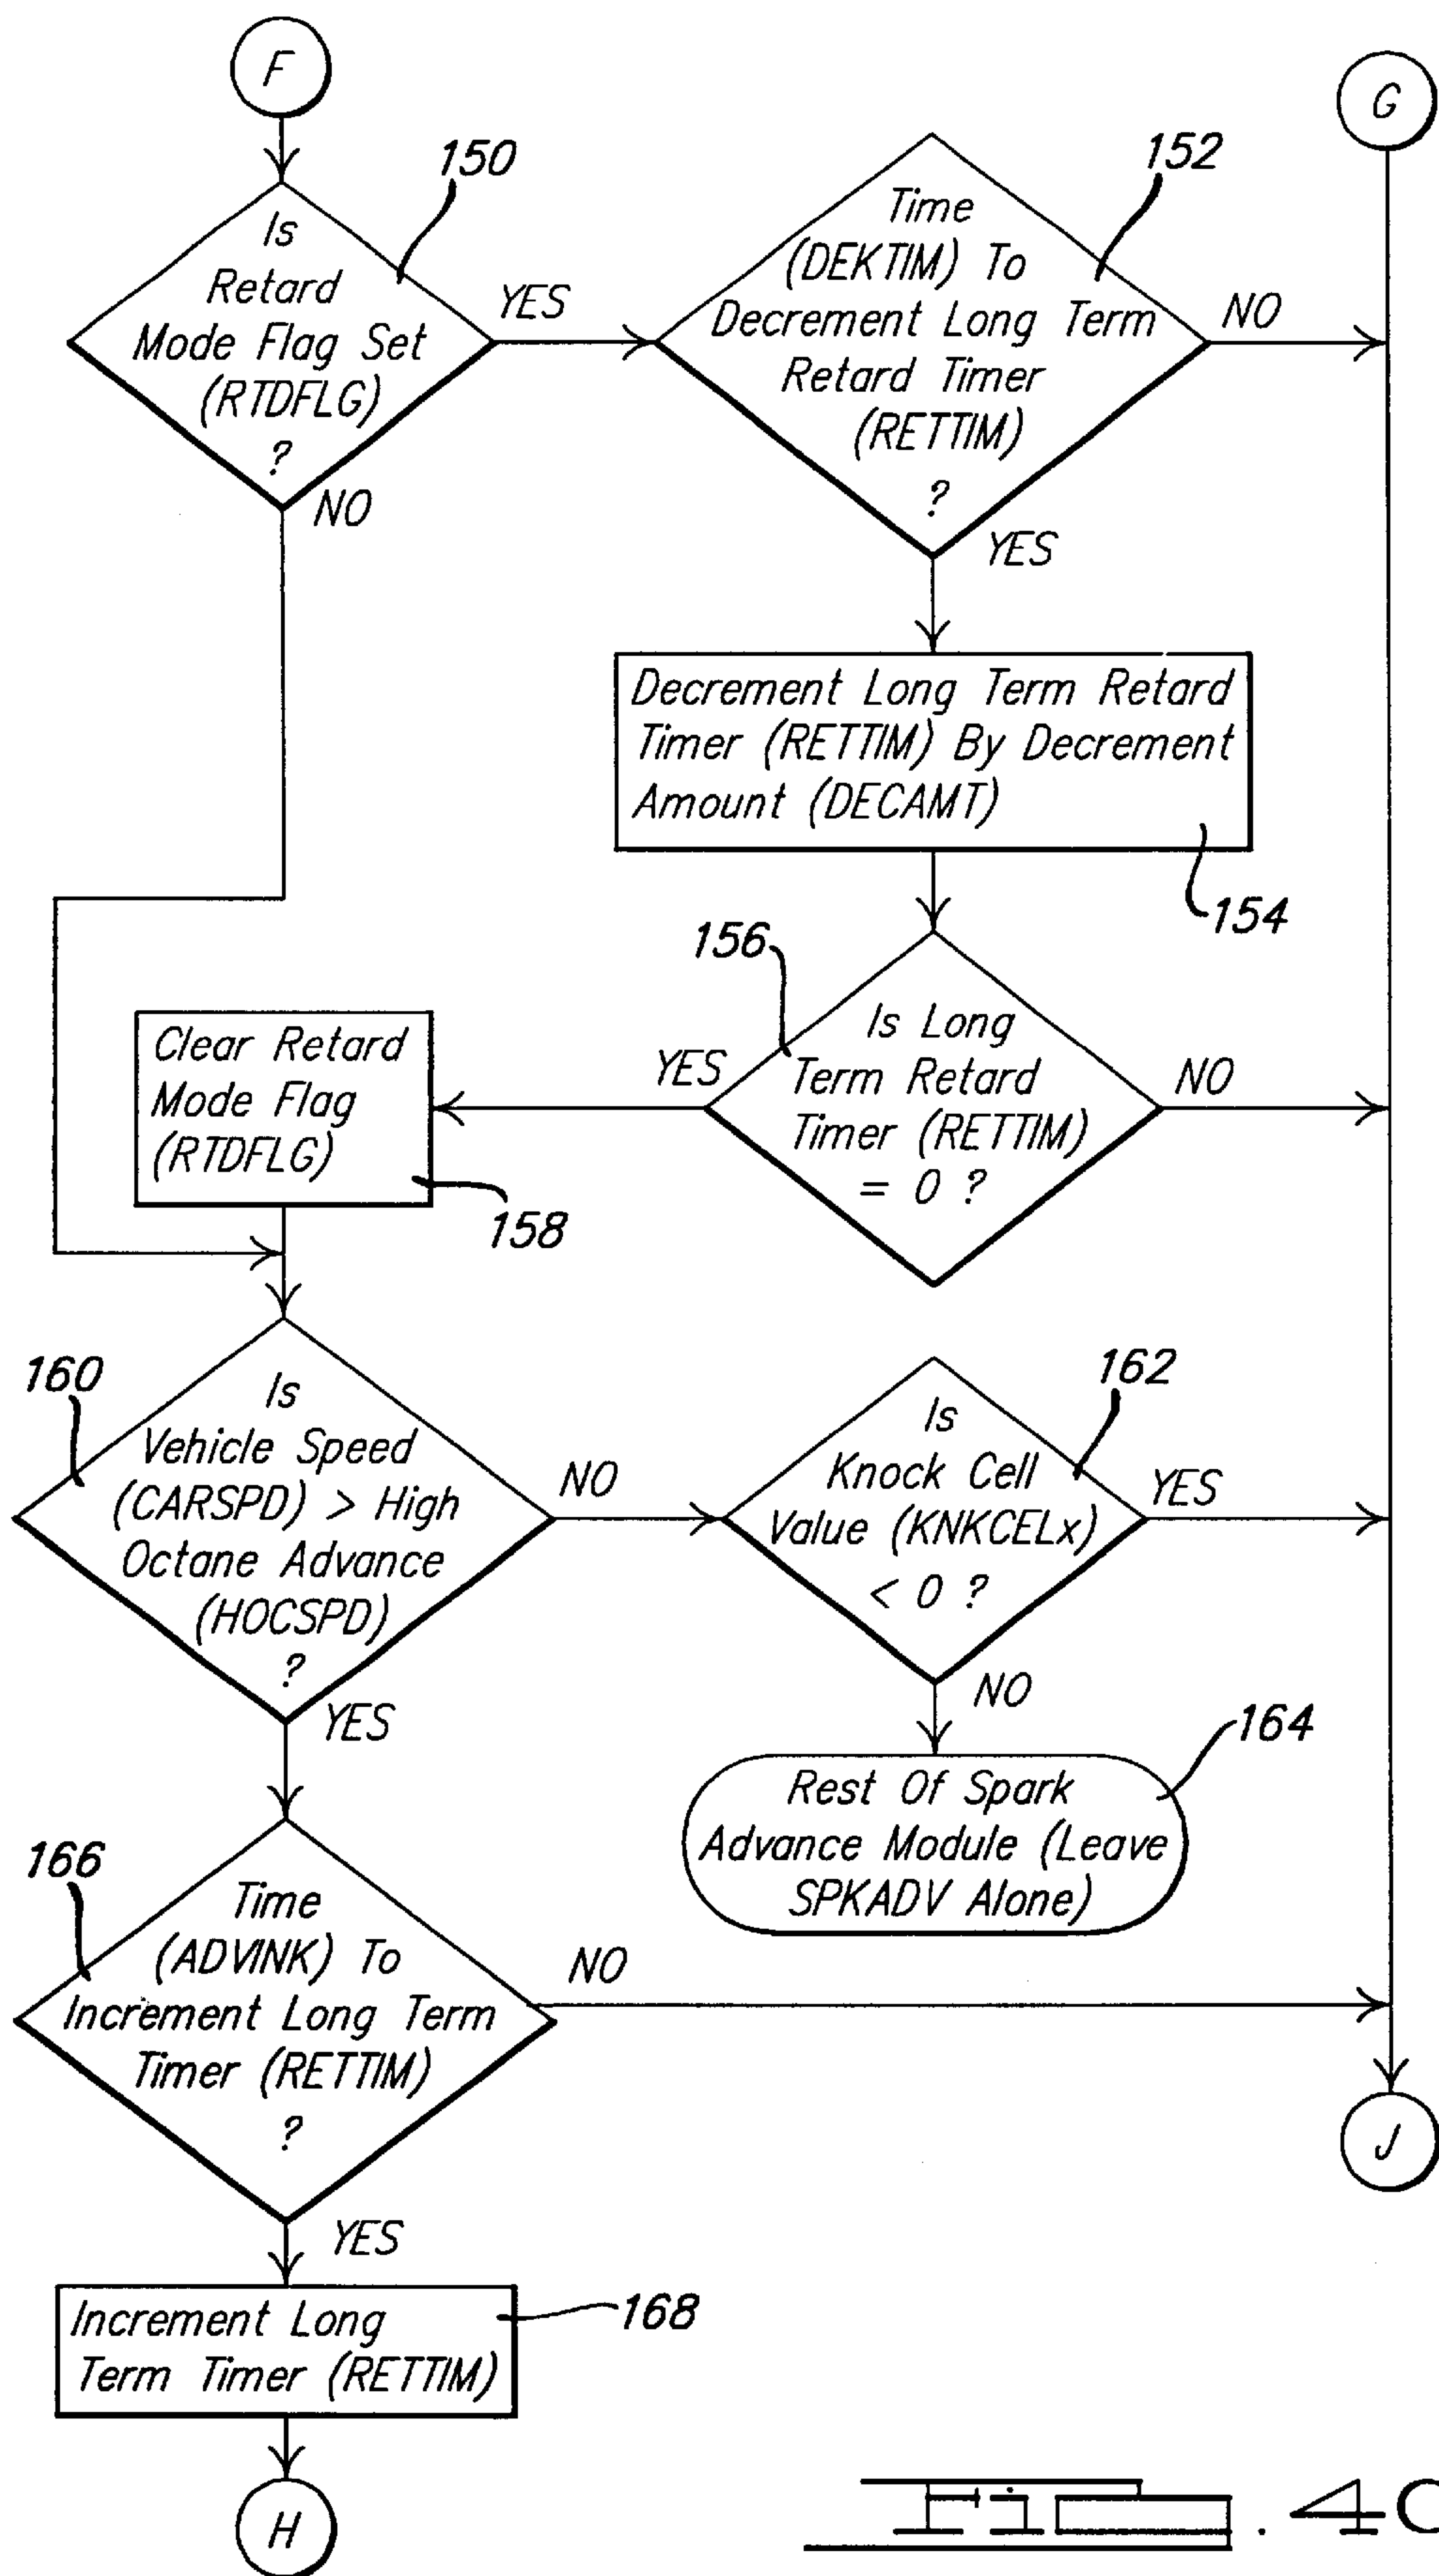 F
G
150
Is
Retard
Mode Flag Set
(RTDFLG)
?
YES
NO
152
Time
(DEKTIM) To
Decrement Long Term
Retard Timer
(RETTIM)
?
NO
YES
Decrement Long Term Retard
Timer (RETTIM) By Decrement
Amount (DECAMT)
154
156
Is Long
Term Retard
Timer (RETTIM)
= 0 ?
YES
NO
Clear Retard
Mode Flag
(RTDFLG)
158
160
Is
Vehicle Speed
(CARSPD) > High
Octane Advance
(HOCSPD)
?
NO
YES
162
Is
Knock Cell
Value (KNKCELx)
< 0 ?
YES
NO
164
Rest Of Spark
Advance Module (Leave
SPKADV Alone)
166
Time
(ADVINK) To
Increment Long Term
Timer (RETTIM)
?
NO
YES
J
Increment Long
Term Timer (RETTIM)
168
H
FIG. 4C